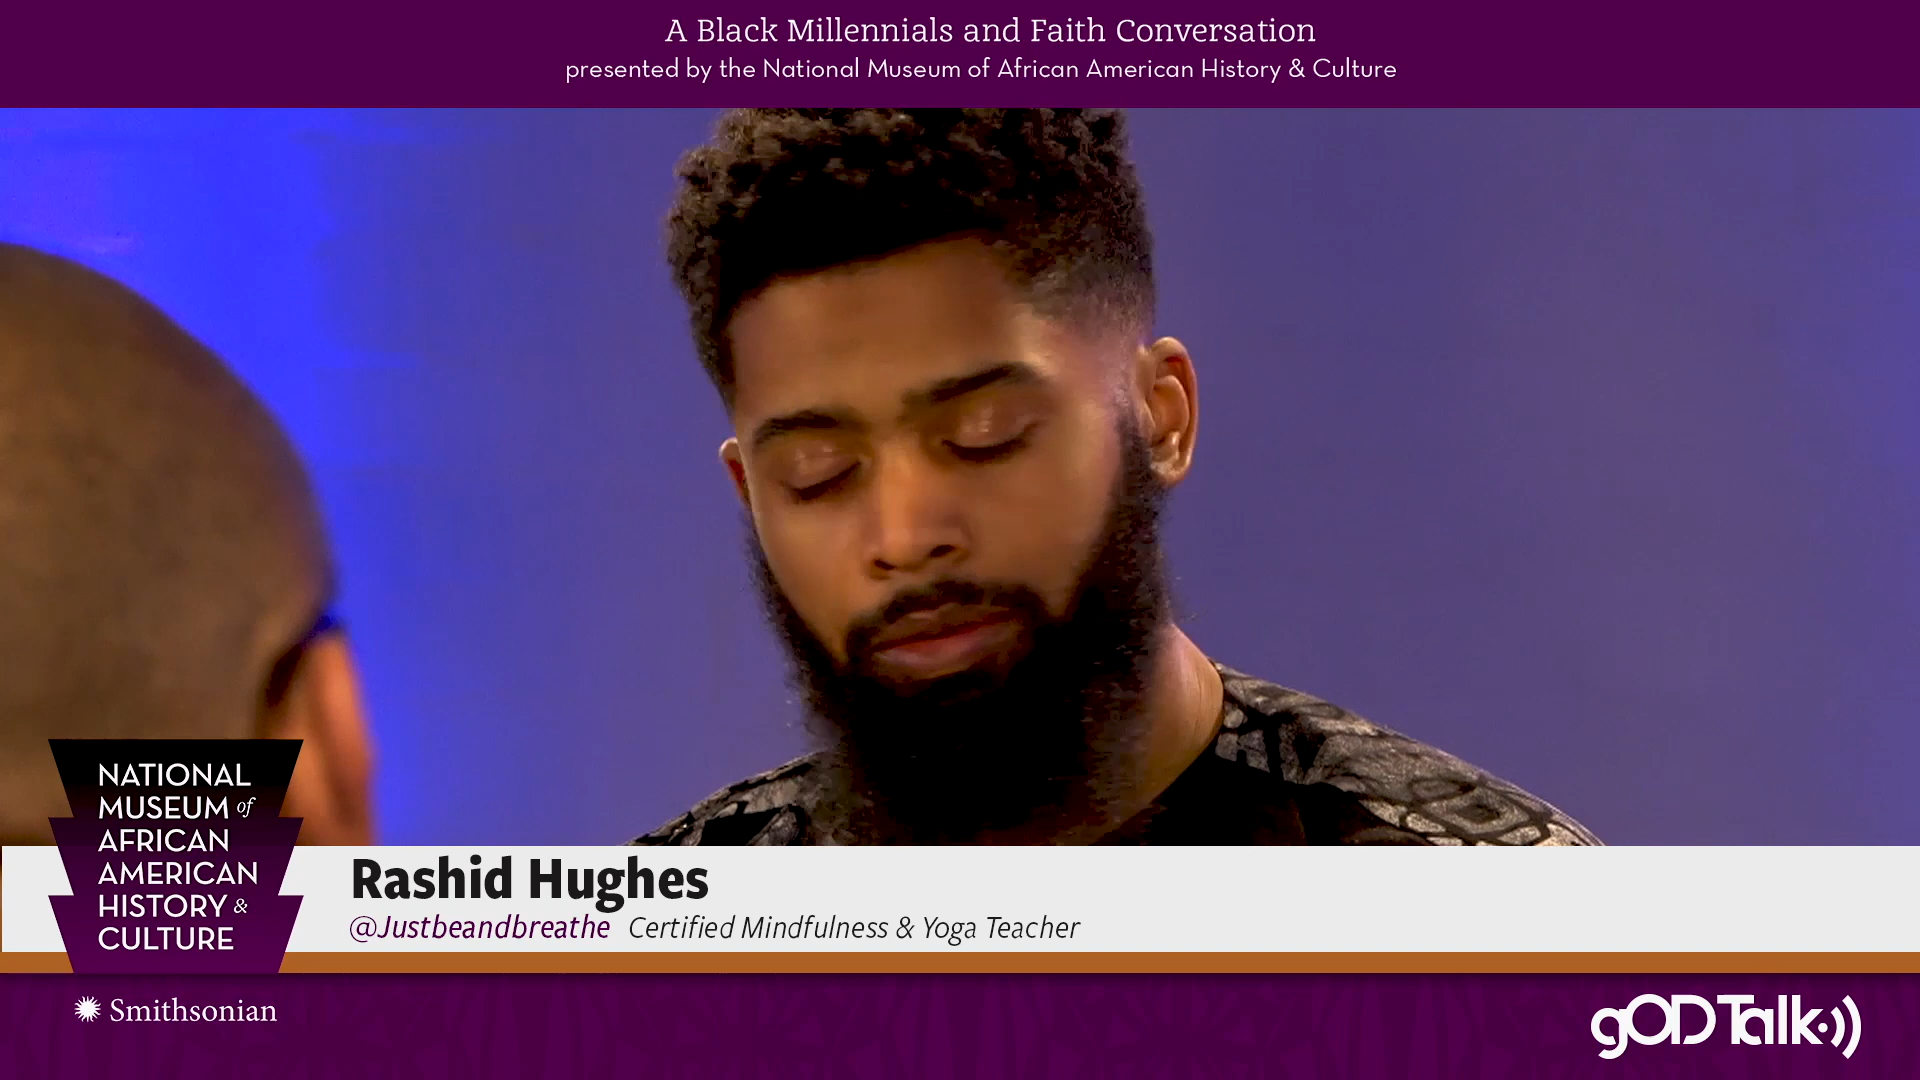 A Black Millennials and Faith Conversation
presented by the National Museum of African American History & Culture
NATIONAL
MUSEUM of
AFRICAN
AMERICAN
HISTORY &
CULTURE
Rashid Hughes
@Justbeandbreathe Certified Mindfulness & Yoga Teacher
Smithsonian
gODTalk